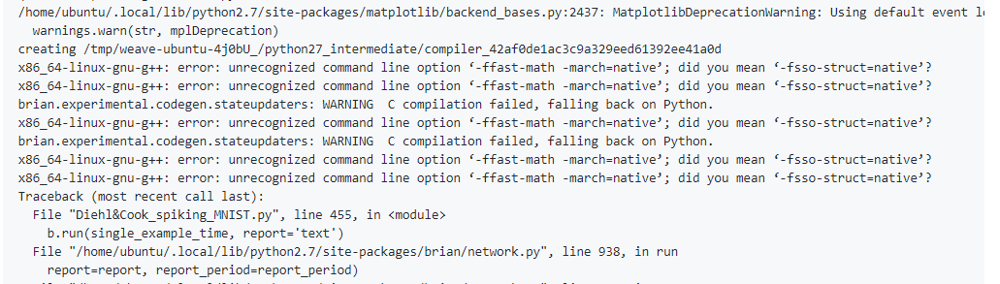 /home/ubuntu/.local/lib/python2.7/site-packages/matplotlib/backend_bases.py:2437: MatplotlibDeprecationWarning: Using default event
warnings.warn(str, mplDeprecation)
creating /tmp/weave-ubuntu-4j0bU_/python27_intermediate/compiler_42af0de1ac3c9a329eed61392ee41a0d
x86_64-linux-gnu-g++: error: unrecognized command line option ‘-ffast-math -march=native’; did you mean ‘-fsso-struct=native’?
x86_64-linux-gnu-g++: error: unrecognized command line option ‘-ffast-math -march=native’; did you mean ‘-fsso-struct=native’?
brian.experimental.codegen.stateupdaters: WARNING  C compilation failed, falling back on Python.
x86_64-linux-gnu-g++: error: unrecognized command line option ‘-ffast-math -march=native’; did you mean ‘-fsso-struct=native’?
brian.experimental.codegen.stateupdaters: WARNING  C compilation failed, falling back on Python.
x86_64-linux-gnu-g++: error: unrecognized command line option ‘-ffast-math -march=native’; did you mean ‘-fsso-struct=native’?
x86_64-linux-gnu-g++: error: unrecognized command line option ‘-ffast-math -march=native’; did you mean ‘-fsso-struct=native’?
Traceback (most recent call last):
File "Diehl&Cook_spiking_MNIST.py", line 455, in <module>
b.run(single_example_time, report='text')
File "/home/ubuntu/.local/lib/python2.7/site-packages/brian/network.py", line 938, in run
report=report, report_period=report_period)